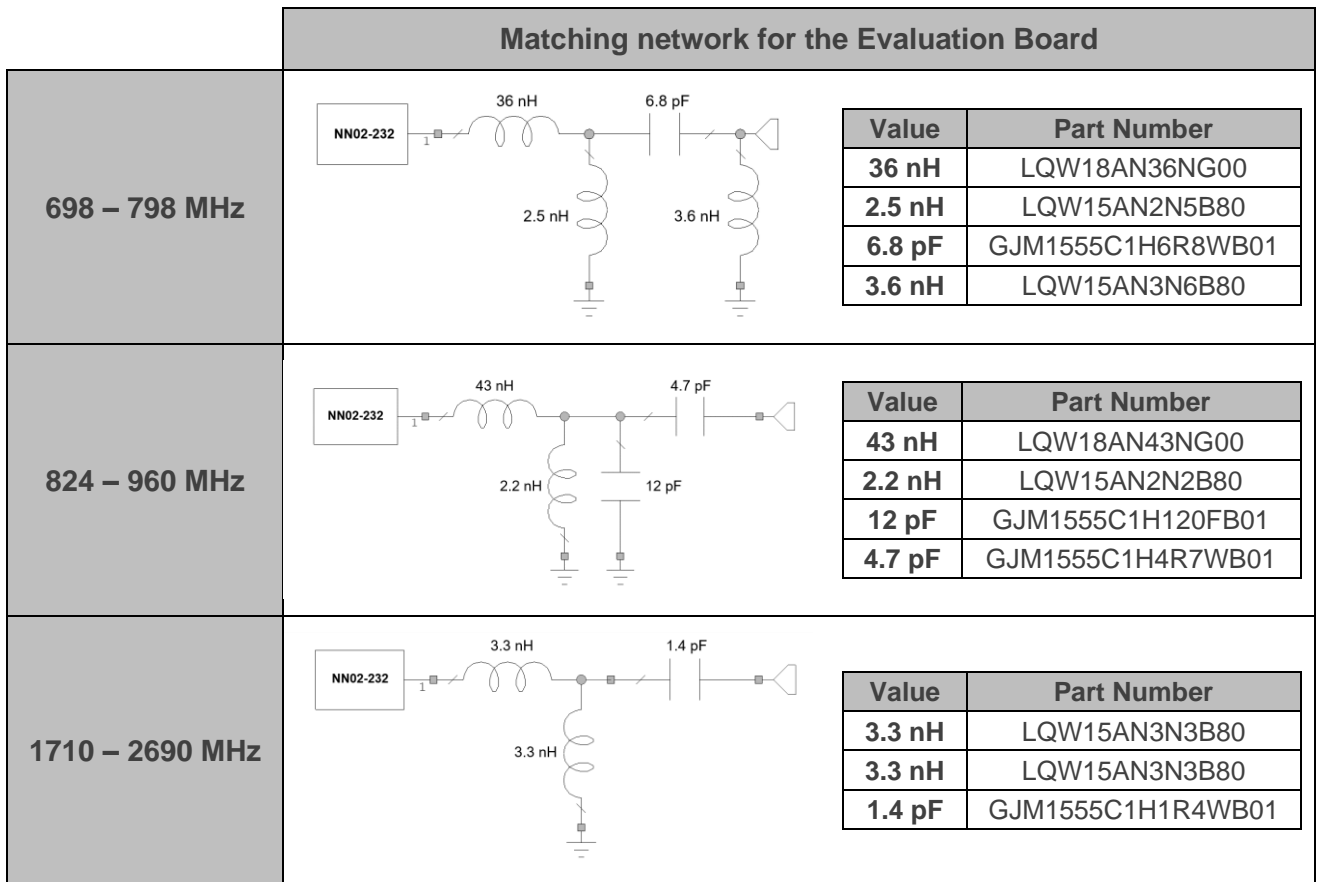 Matching network for the Evaluation Board
698 – 798 MHz
NN02-232
1
36 nH
6.8 pF
2.5 nH
3.6 nH
Value Part Number
36 nH LQW18AN36NG00
2.5 nH LQW15AN2N5B80
6.8 pF GJM1555C1H6R8WB01
3.6 nH LQW15AN3N6B80
824 – 960 MHz
NN02-232
1
43 nH
4.7 pF
2.2 nH
12 pF
Value Part Number
43 nH LQW18AN43NG00
2.2 nH LQW15AN2N2B80
12 pF GJM1555C1H120FB01
4.7 pF GJM1555C1H4R7WB01
1710 – 2690 MHz
NN02-232
1
3.3 nH
1.4 pF
3.3 nH
Value Part Number
3.3 nH LQW15AN3N3B80
3.3 nH LQW15AN3N3B80
1.4 pF GJM1555C1H1R4WB01